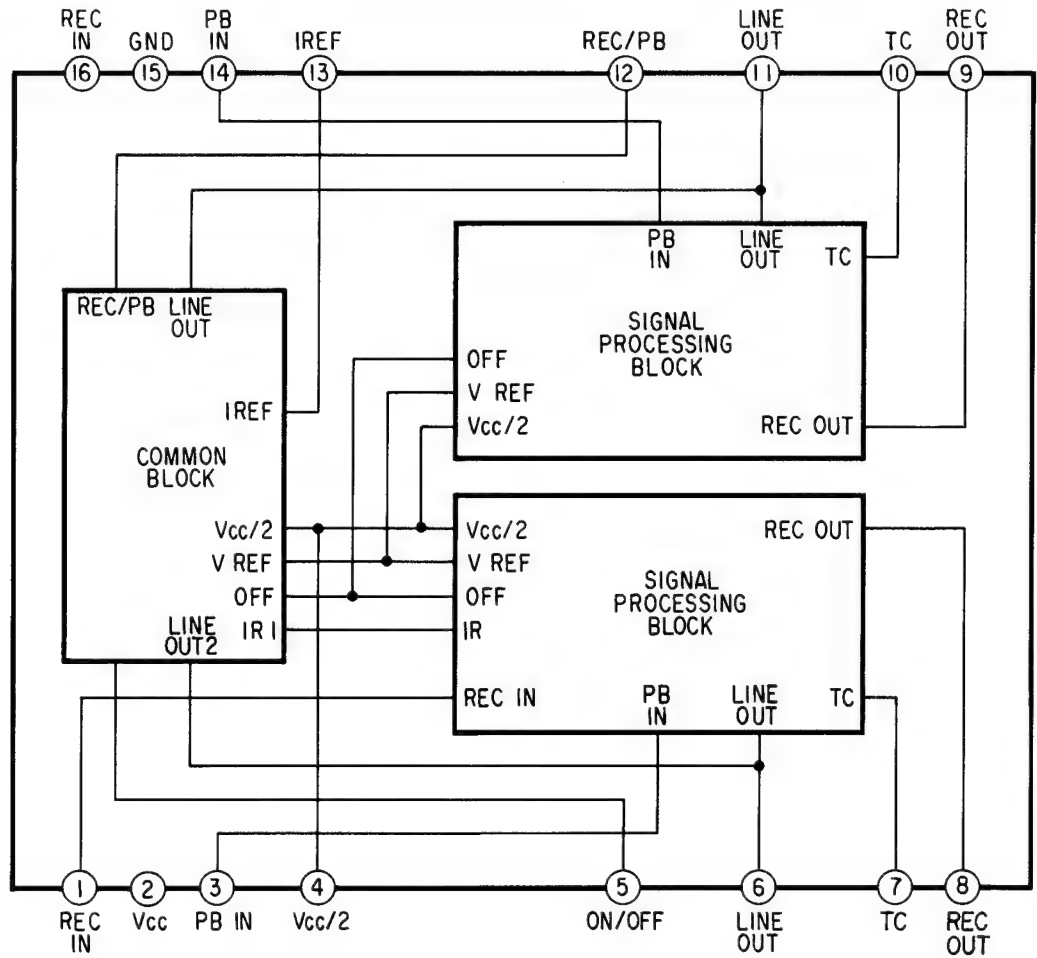 REC
IN
GND
PB
IN
IREF
REC/PB
LINE
OUT
TC
REC
OUT
16
15
14
13
12
11
10
9
PB
IN
LINE
OUT
TC
SIGNAL
PROCESSING
BLOCK
OFF
V REF
Vcc/2
REC OUT
REC/PB
LINE
OUT
IREF
COMMON
BLOCK
Vcc/2
V REF
OFF
IR1
LINE
OUT2
Vcc/2
V REF
OFF
IR
REC IN
REC OUT
SIGNAL
PROCESSING
BLOCK
PB
IN
LINE
OUT
TC
1
2
3
4
5
6
7
8
REC
IN
Vcc
PB IN
Vcc/2
ON/OFF
LINE
OUT
TC
REC
OUT